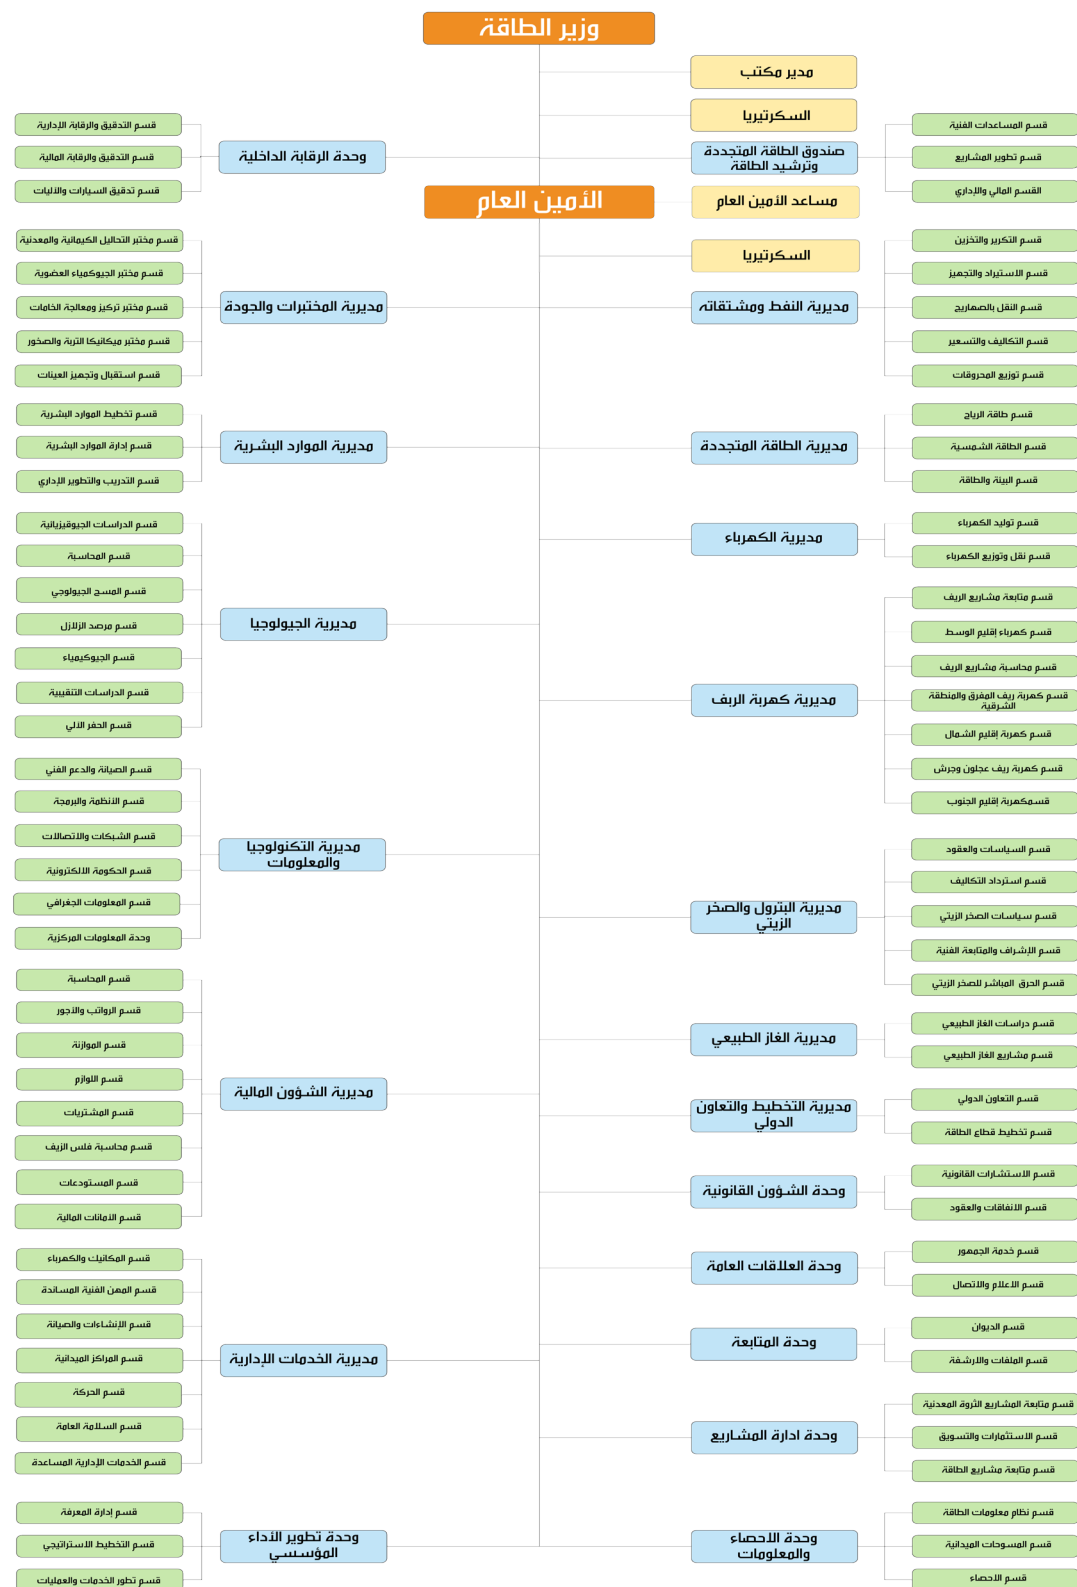 وزير الطاقة
مدير مكتب
السكرتيريا
صندوق الطاقة المتجددة
وترشيد الطاقة
قسم المساعدات الفنية
قسم تطوير المشاريع
القسم المالي والإداري
وحدة الرقابة الداخلية
قسم التدقيق والرقابة الإدارية
قسم التدقيق والرقابة المالية
قسم تدقيق السيارات والآليات
الأمين العام
مساعد الأمين العام
السكرتيريا
مديرية النفط ومشتقاته
قسم التكرير والتخزين
قسم الاستيراد والتجهيز
قسم النقل بالصهاريج
قسم التكاليف والتسعير
قسم توزيع المحروقات
مديرية المختبرات والجودة
قسم مختبر التحاليل الكيمائية والمعدنية
قسم مختبر الجيوكمياء العضوية
قسم مختبر تركيز ومعالجة الخامات
قسم مختبر ميكانيكا التربة والصخور
قسم استقبال وتجهيز العينات
مديرية الطاقة المتجددة
قسم طاقة الرياح
قسم الطاقة الشمسية
قسم البيئة والطاقة
مديرية الموارد البشرية
قسم تخطيط الموارد البشرية
قسم إدارة الموارد البشرية
قسم التدريب والتطوير الإداري
مديرية الكهرباء
قسم توليد الكهرباء
قسم نقل وتوزيع الكهرباء
مديرية الجيولوجيا
قسم الدراسات الجيوفيزيائية
قسم المحاسبة
قسم المسح الجيولوجي
قسم مرصد الزلازل
قسم الجيوكيمياء
قسم الدراسات التنقيبية
قسم الحفر الآلي
مديرية كهربة الريف
قسم متابعة مشاريع الريف
قسم كهرباء إقليم الوسط
قسم محاسبة مشاريع الريف
قسم كهربة ريف المفرق والمنطقة
الشرقية
قسم كهربة إقليم الشمال
قسم كهربة ريف عجلون وجرش
قسمكهربة إقليم الجنوب
مديرية التكنولوجيا
والمعلومات
قسم الصيانة والدعم الفني
قسم الأنظمة والبرمجة
قسم الشبكات والاتصالات
قسم الحكومة الالكترونية
قسم المعلومات الجغرافي
وحدة المعلومات المركزية
مديرية البترول والصخر
الزيتي
قسم السياسات والعقود
قسم استرداد التكاليف
قسم سياسات الصخر الزيتي
قسم الإشراف والمتابعة الفنية
قسم الحرق المباشر للصخر الزيتي
مديرية الغاز الطبيعي
قسم دراسات الغاز الطبيعي
قسم مشاريع الغاز الطبيعي
مديرية الشؤون المالية
قسم المحاسبة
قسم الرواتب والأجور
قسم الموازنة
قسم اللوازم
قسم المشتريات
قسم محاسبة فلس الزيف
قسم المستودعات
قسم الأمانات المالية
مديرية التخطيط والتعاون
الدولي
قسم التعاون الدولي
قسم تخطيط قطاع الطاقة
وحدة الشؤون القانونية
قسم الاستشارات القانونية
قسم الاتفاقات والعقود
وحدة العلاقات العامة
قسم خدمة الجمهور
قسم الاعلام والاتصال
مديرية الخدمات الإدارية
قسم المكانيك والكهرباء
قسم المهن الفنية المساندة
قسم الإنشاءات والصيانة
قسم المراكز الميدانية
قسم الحركة
قسم السلامة العامة
قسم الخدمات الإدارية المساعدة
وحدة المتابعة
قسم الديوان
قسم الملفات والارشفة
وحدة ادارة المشاريع
قسم متابعة المشاريع الثروة المعدنية
قسم الاستثمارات والتسويق
قسم متابعة مشاريع الطاقة
وحدة الاحصاء
والمعلومات
قسم نظام معلومات الطاقة
قسم المسوحات الميدانية
قسم الاحصاء
وحدة تطوير الأداء
المؤسسي
قسم إدارة المعرفة
قسم التخطيط الاستراتيجي
قسم تطور الخدمات والعمليات